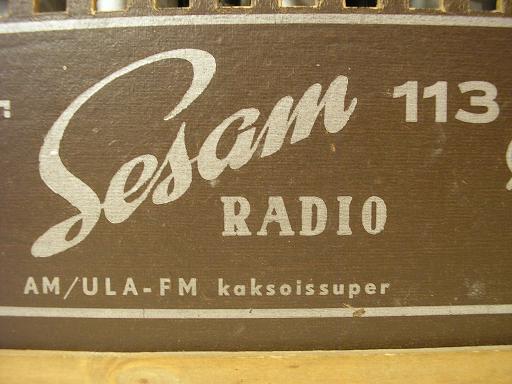 Sesam 113
RADIO
AM/ULA-FM kaksoissuper